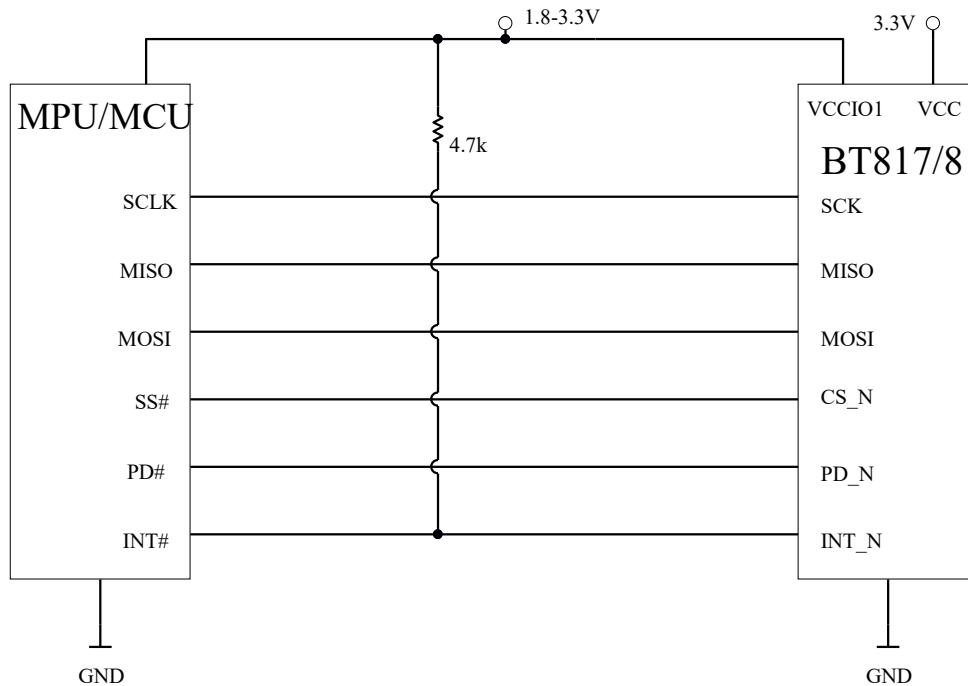 1.8-3.3V
3.3V
MPU/MCU
VCCIO1 VCC
4.7k
BT817/8
SCLK
SCK
MISO
MISO
MOSI
MOSI
SS#
CS_N
PD#
PD_N
INT#
INT_N
GND
GND